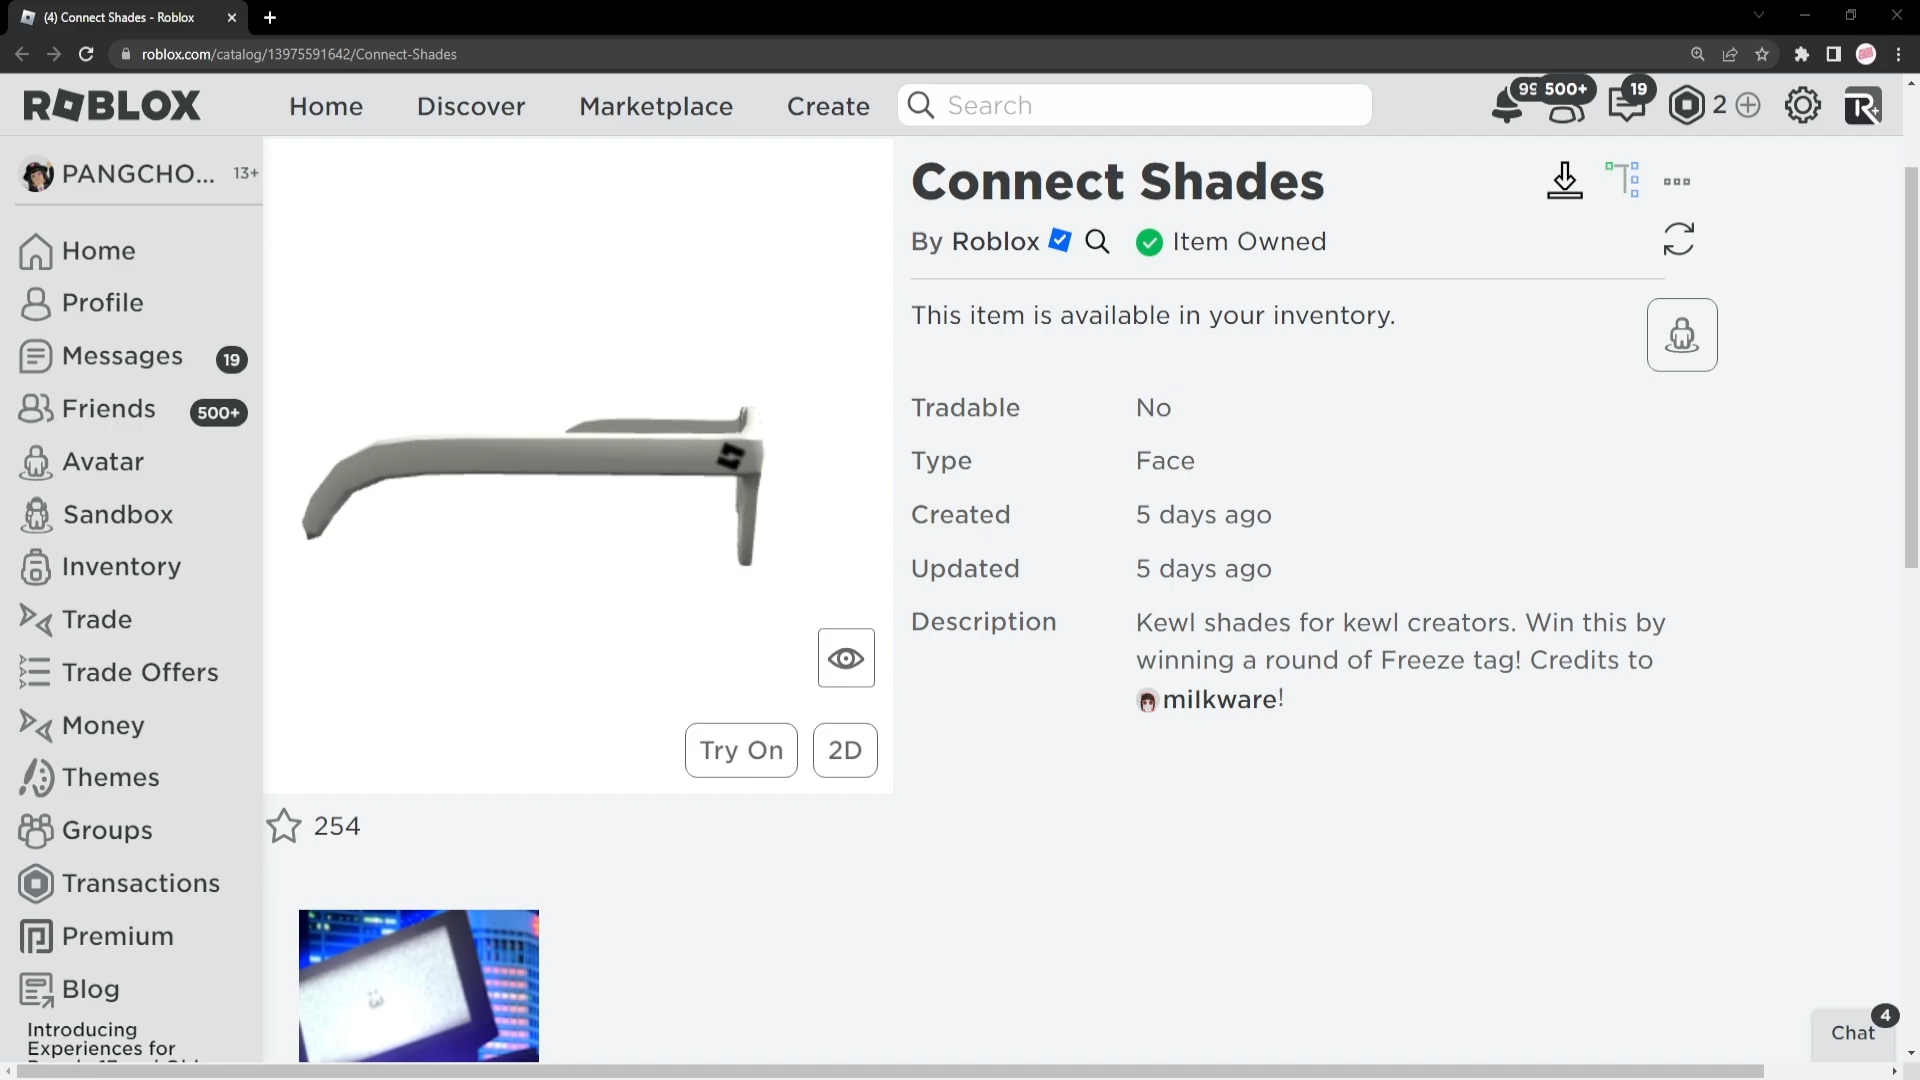 (4) Connect Shades - Roblox
roblox.com/catalog/13975591642/Connect-Shades
ROBLOX
Home
Discover
Marketplace
Create
Search
99
500+
19
2
PANGCHO...
13+
Home
Profile
Messages
19
Friends
500+
Avatar
Sandbox
Inventory
Trade
Trade Offers
Money
Themes
Groups
Transactions
Premium
Blog
Introducing
Experiences for
Try On
2D
254
Connect Shades
By Roblox
Item Owned
This item is available in your inventory.
Tradable No
Type Face
Created 5 days ago
Updated 5 days ago
Description Kewl shades for kewl creators. Win this by
winning a round of Freeze tag! Credits to
milkware!
Chat
4